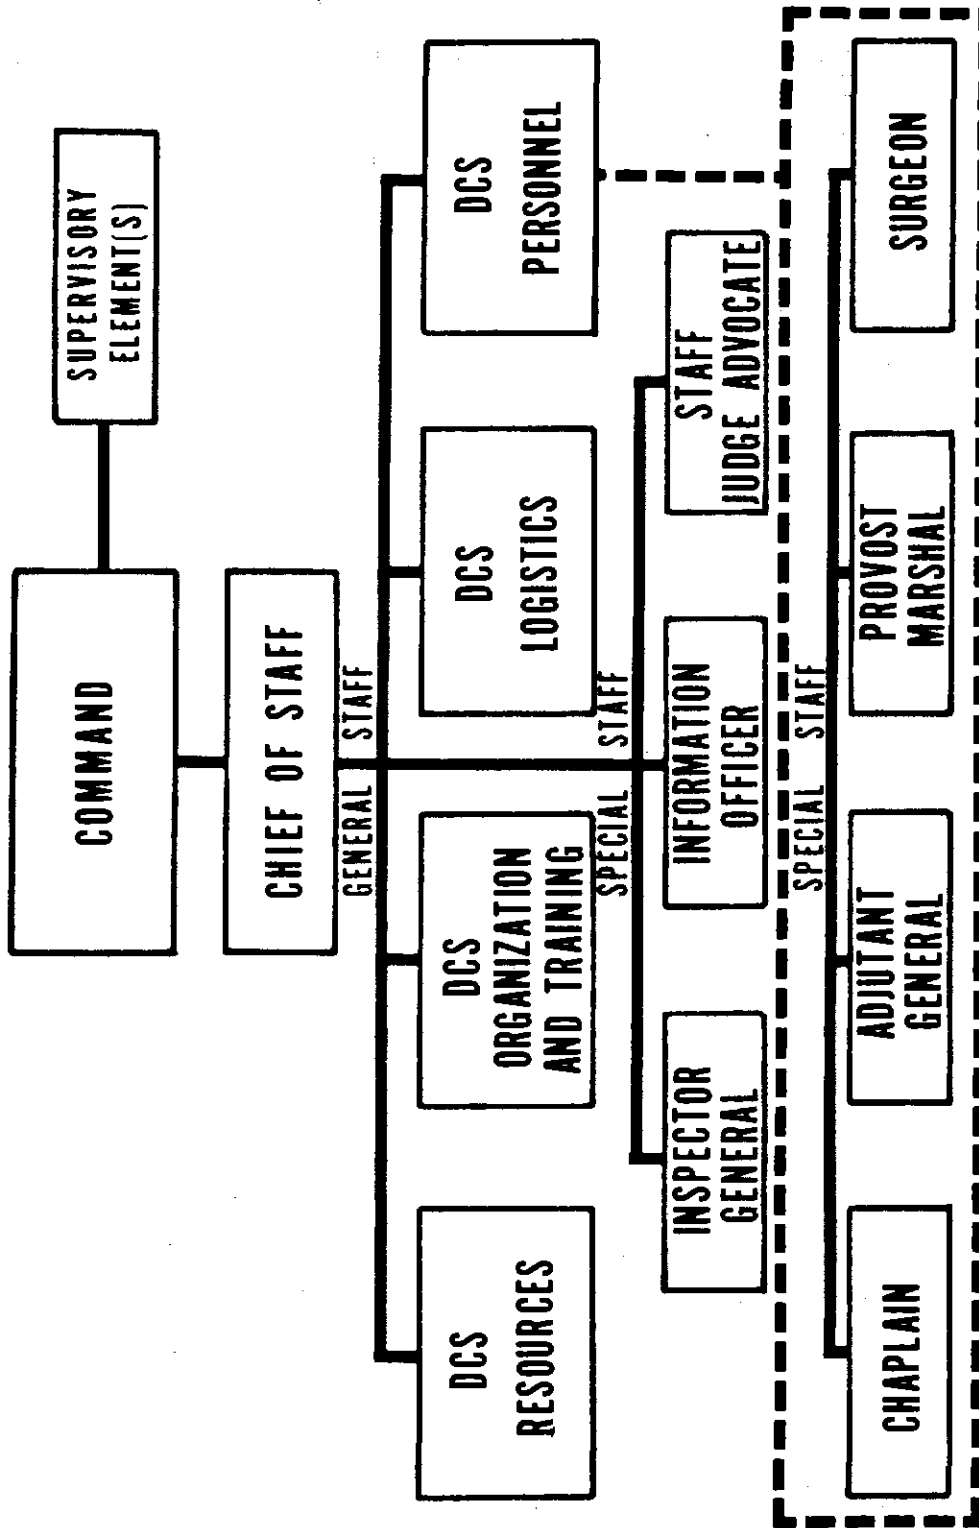 SUPERVISORY
ELEMENT(S)
COMMAND
CHIEF OF STAFF
GENERAL STAFF
DCS
RESOURCES
DCS
ORGANIZATION
AND TRAINING
DCS
LOGISTICS
DCS
PERSONNEL
SPECIAL STAFF
INSPECTOR
GENERAL
INFORMATION
OFFICER
STAFF
JUDGE ADVOCATE
SPECIAL STAFF
CHAPLAIN
ADJUTANT
GENERAL
PROVOST
MARSHAL
SURGEON